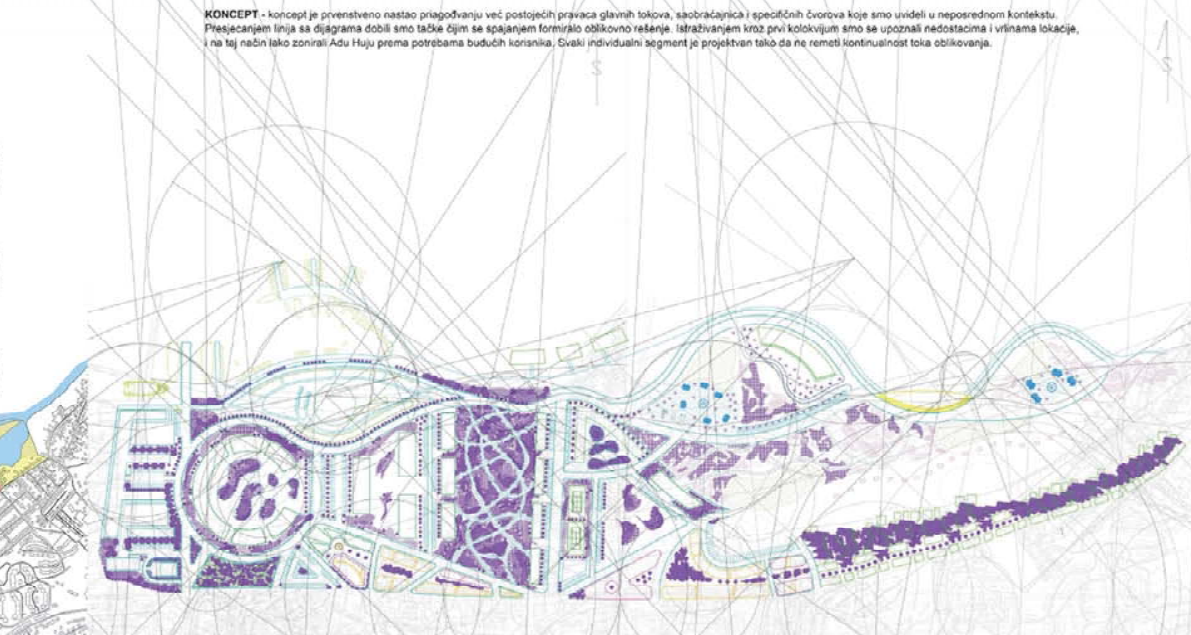 KONCEPT - koncept je prvenstveno nastao priagođvanju već postojećih pravaca glavnih tokova, saobraćajnica i specifičnih čvorova koje smo uvideli u neposrednom kontekstu.
Presjecanjem linija sa dijagrama dobili smo tačke čijim se spajanjem formiralo oblikovno rešenje. Istraživanjem kroz prvi kolokvijum smo se upoznali nedostacima i vrlinama lokacije,
i na taj način lako zonirali Adu Huju prema potrebama budućih korisnika. Svaki individualni segment je projektvan tako da ne remeti kontinualnost toka oblikovanja.
S
S